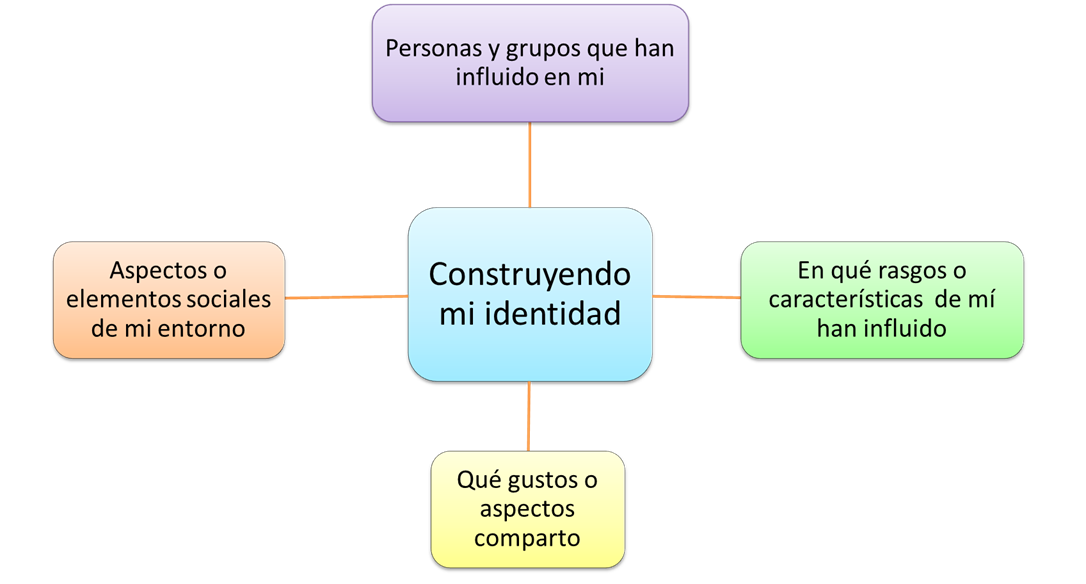 Personas y grupos que han
influido en mi
Construyendo
mi identidad
Aspectos o
elementos sociales
de mi entorno
En qué rasgos o
características de mí
han influido
Qué gustos o
aspectos
comparto